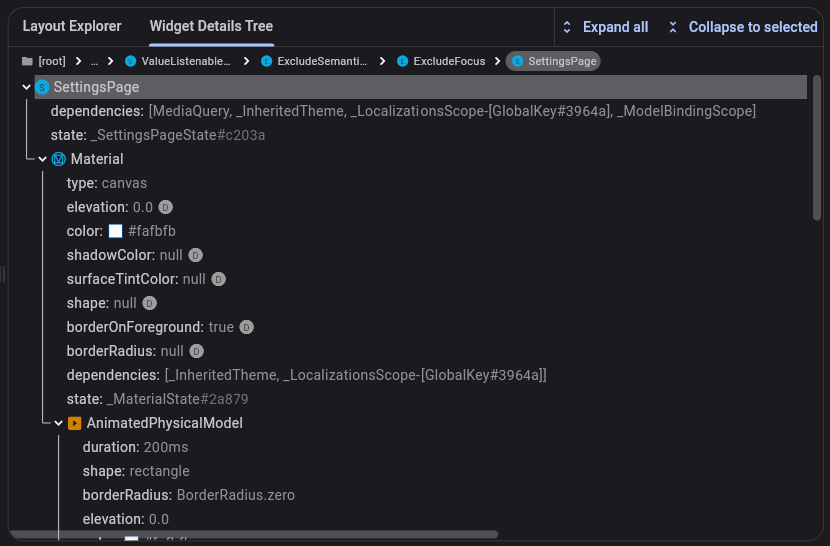 Layout Explorer Widget Details Tree Expand all Collapse to selected
[root] ... ValueListenable... ExcludeSemanti... ExcludeFocus SettingsPage
SettingsPage
dependencies: [MediaQuery, _InheritedTheme, _LocalizationsScope-[GlobalKey#3964a], _ModelBindingScope]
state: _SettingsPageState#c203a
Material
type: canvas
elevation: 0.0 D
color: #fafbfb
shadowColor: null D
surfaceTintColor: null D
shape: null D
borderOnForeground: true D
borderRadius: null D
dependencies: [_InheritedTheme, _LocalizationsScope-[GlobalKey#3964a]]
state: _MaterialState#2a879
AnimatedPhysicalModel
duration: 200ms
shape: rectangle
borderRadius: BorderRadius.zero
elevation: 0.0